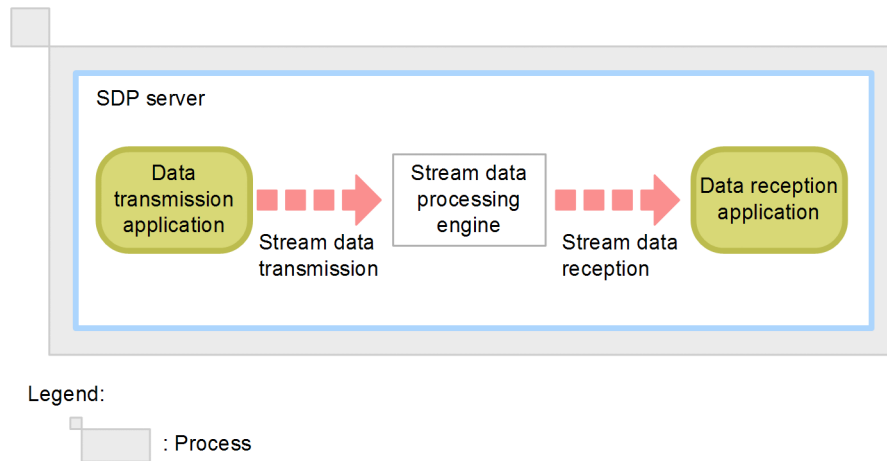 SDP server
Data
transmission
application
Stream data
transmission
Stream data
processing
engine
Stream data
reception
Data reception
application
Legend:
: Process